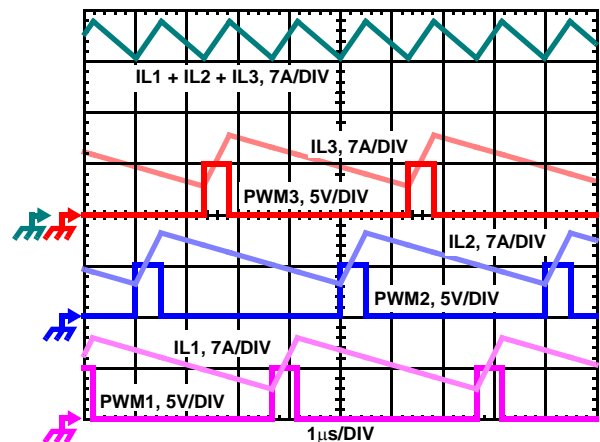 IL1 + IL2 + IL3, 7A/DIV
IL3, 7A/DIV
PWM3, 5V/DIV
IL2, 7A/DIV
PWM2, 5V/DIV
IL1, 7A/DIV
PWM1, 5V/DIV
1μs/DIV